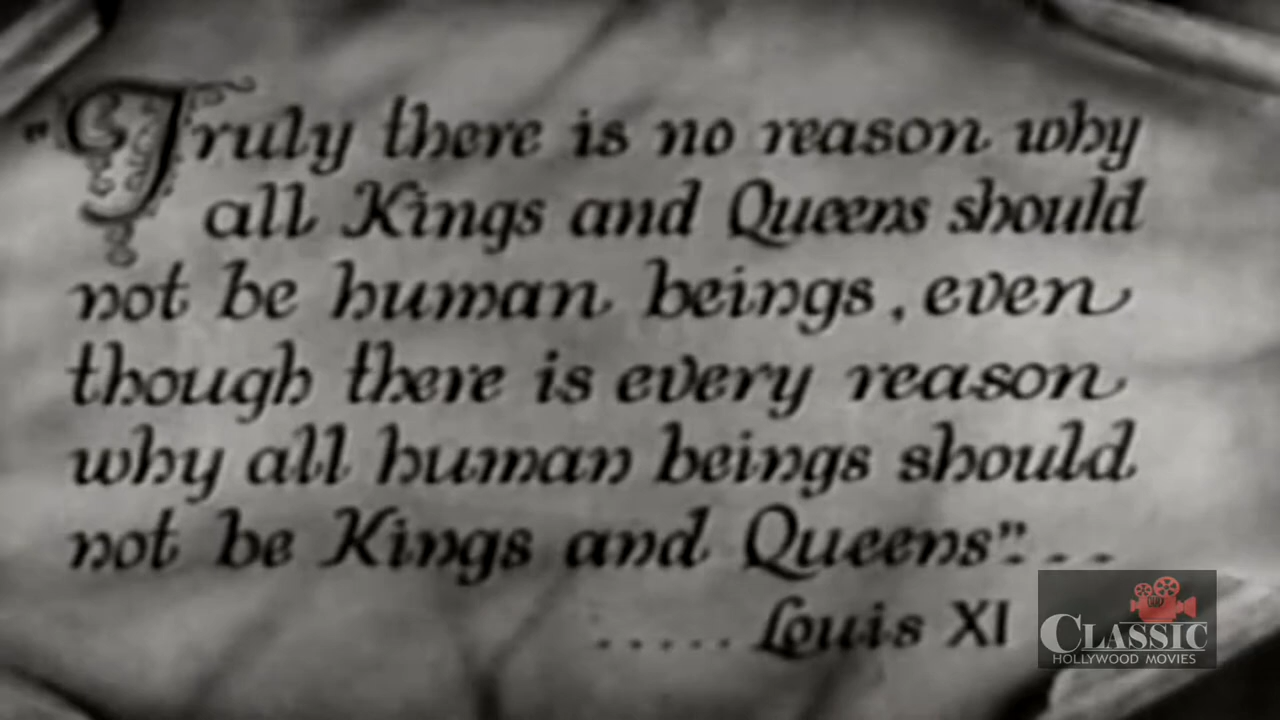 "Truly there is no reason why
all Kings and Queens should
not be human beings, even
though there is every reason
why all human beings should
not be Kings and Queens"...
..... Louis XI
CLASSIC
HOLLYWOOD MOVIES